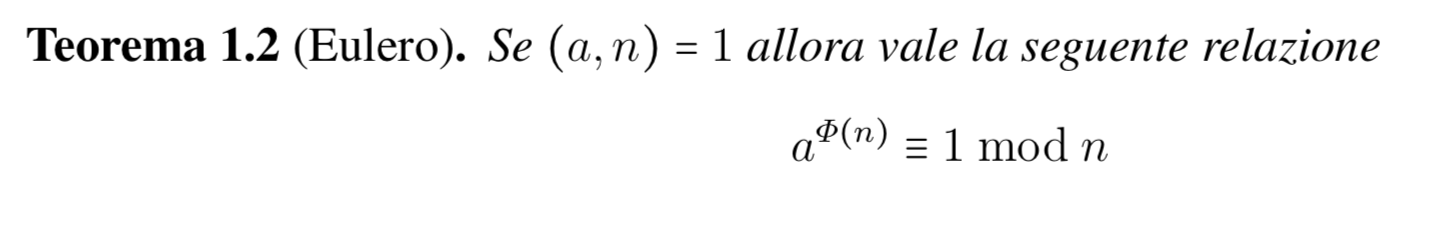 Teorema 1.2 (Eulero). Se (a, n) = 1 allora vale la seguente relazione
a^{Φ(n)} ≡ 1 mod n